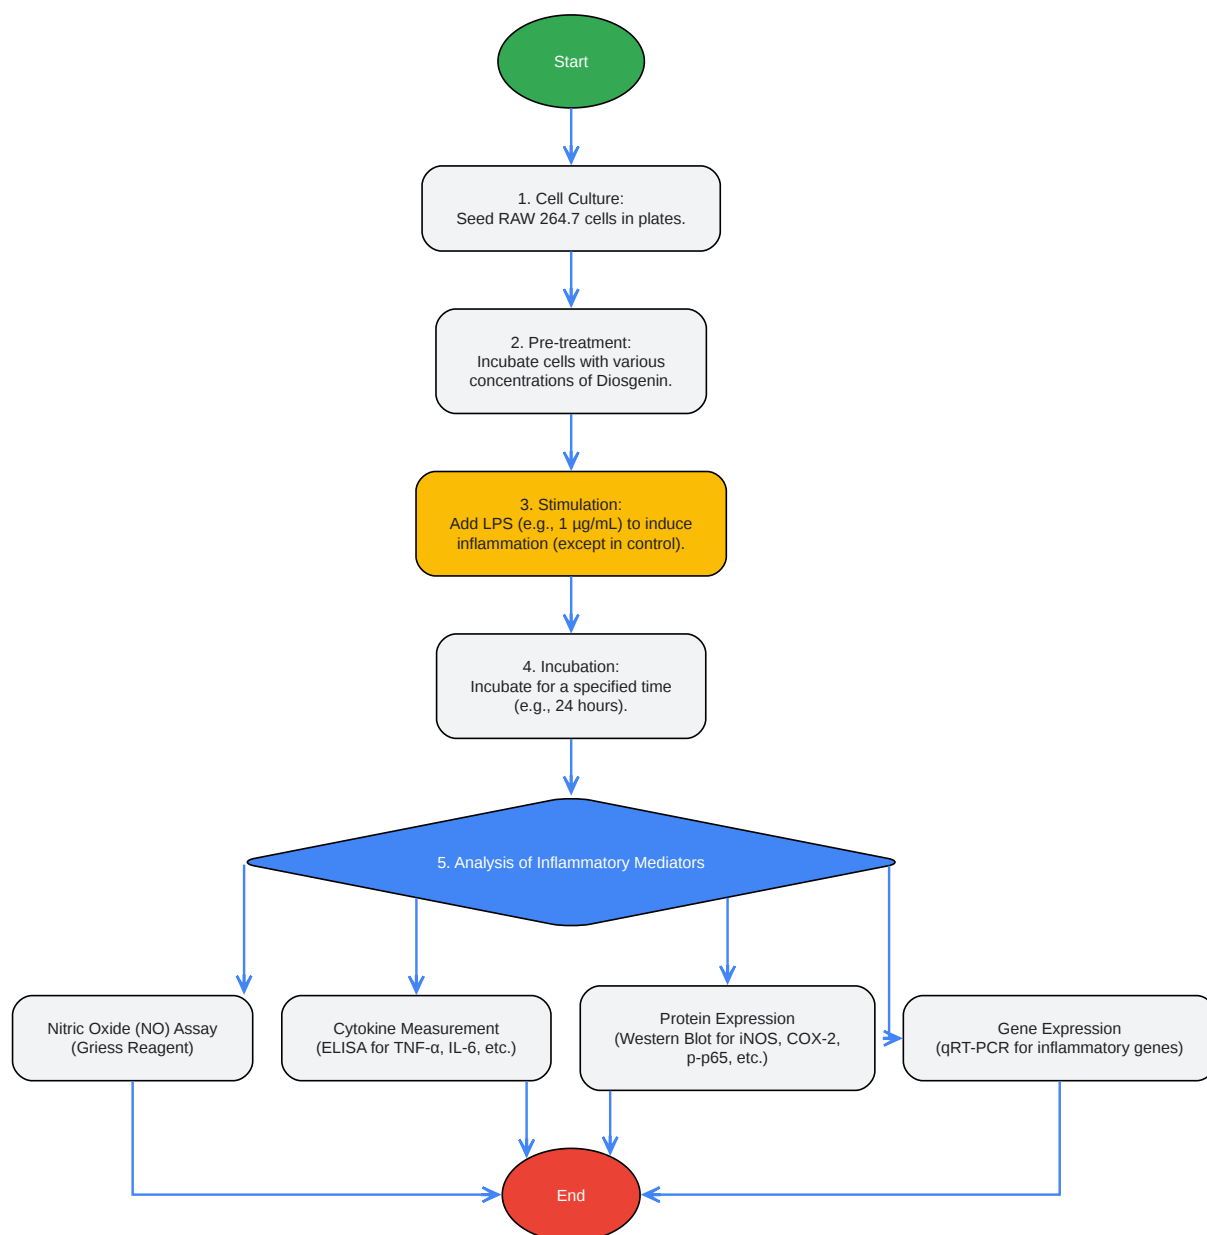 Start
1. Cell Culture:
Seed RAW 264.7 cells in plates.
2. Pre-treatment:
Incubate cells with various
concentrations of Diosgenin.
3. Stimulation:
Add LPS (e.g., 1 µg/mL) to induce
inflammation (except in control).
4. Incubation:
Incubate for a specified time
(e.g., 24 hours).
5. Analysis of Inflammatory Mediators
Nitric Oxide (NO) Assay
(Griess Reagent)
Cytokine Measurement
(ELISA for TNF-α, IL-6, etc.)
Protein Expression
(Western Blot for iNOS, COX-2,
p-p65, etc.)
Gene Expression
(qRT-PCR for inflammatory genes)
End